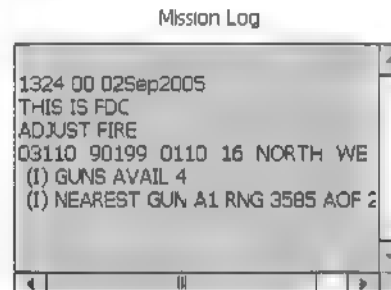 Mission Log
1324 00 02Sep2005
THIS IS FDC
ADJUST FIRE
03110 90199 0110 16 NORTH WE
(I) GUNS AVAIL 4
(I) NEAREST GUN A1 RNG 3585 AOF 2